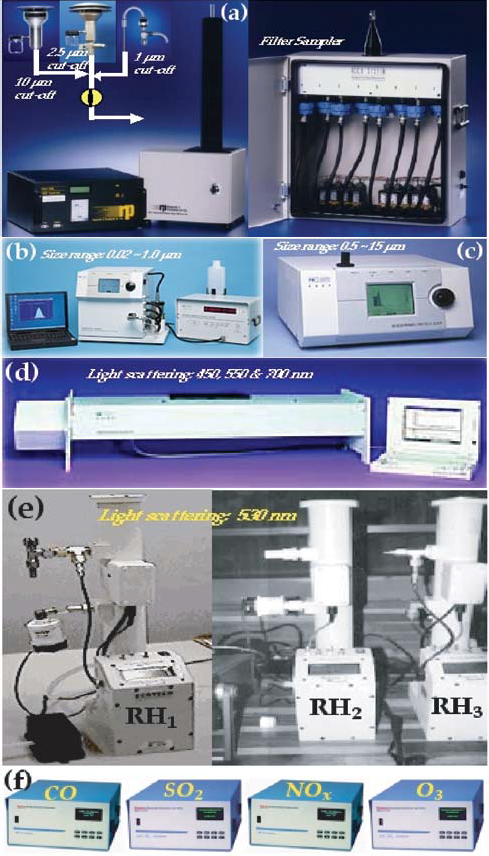 (a)
2.5 μm
cut-off
1 μm
cut-off
10 μm
cut-off
Filter Sampler
(b)
Size range: 0.02 ~ 1.0 μm
Size range: 0.5 ~ 15 μm
(c)
(d)
Light scattering: 450, 550 & 700 nm
(e)
Light scattering: 530 nm
RH1
RH2
RH3
(f)
CO
SO2
NOx
O3